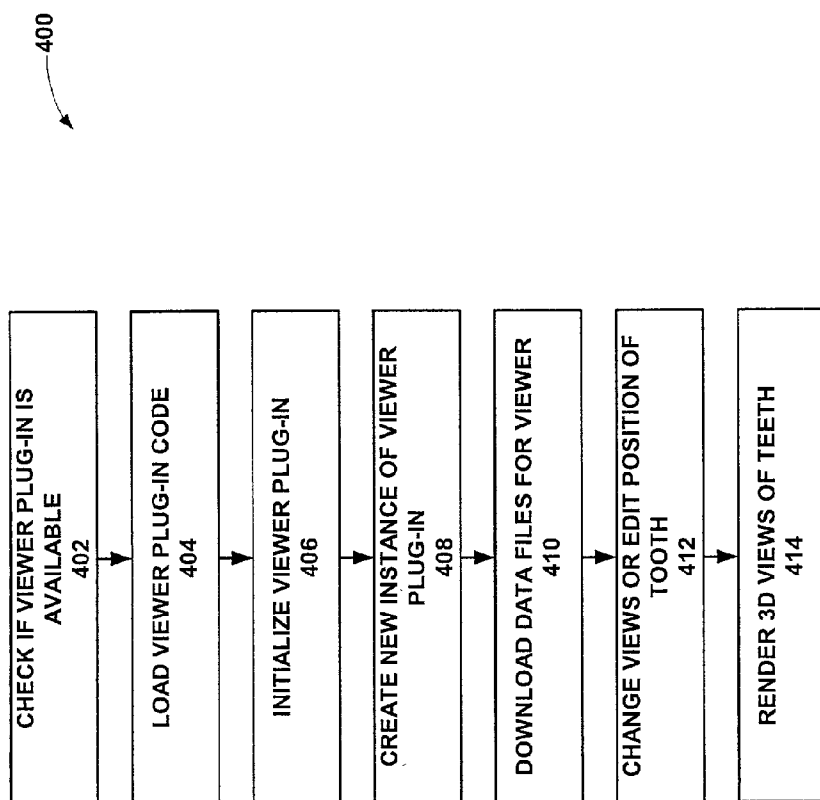 400
CHECK IF VIEWER PLUG-IN IS
AVAILABLE
402
LOAD VIEWER PLUG-IN CODE
404
INITIALIZE VIEWER PLUG-IN
406
CREATE NEW INSTANCE OF VIEWER
PLUG-IN
408
DOWNLOAD DATA FILES FOR VIEWER
410
CHANGE VIEWS OR EDIT POSITION OF
TOOTH
412
RENDER 3D VIEWS OF TEETH
414